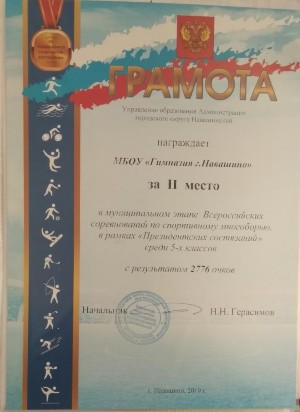 ГРАМОТА
Управление образования Администрации
городского округа Навашинский
награждает
МБОУ «Гимназия г.Навашино»
за II место
в муниципальном этапе Всероссийских
соревнований по спортивному многоборью,
в рамках «Президентских состязаний»
среди 5-х классов
с результатом 2776 очков
Начальник Н.Н. Герасимов
г. Навашино, 2019 г.